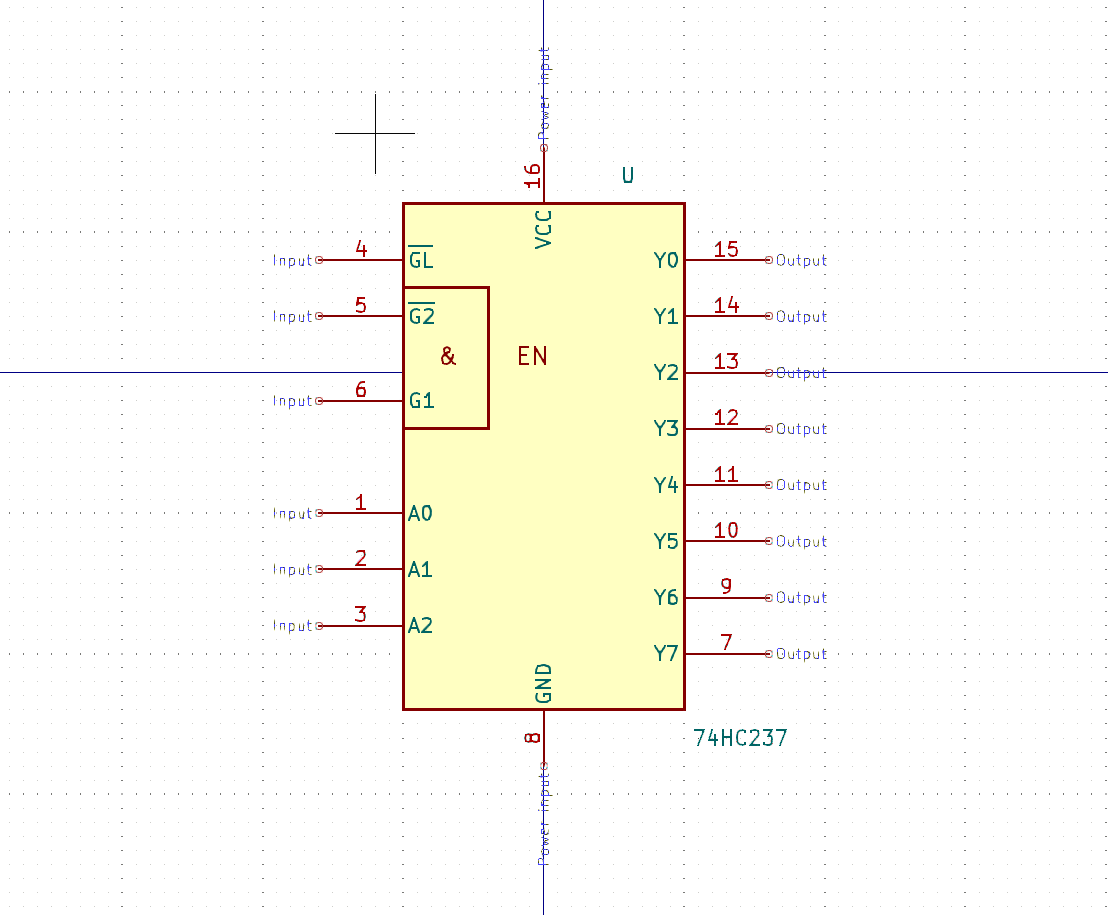 Power input
16
U
VCC
Input 4 GL Y0 15 Output
Input 5 G2 Y1 14 Output
& EN
Y2 13 Output
Input 6 G1
Y3 12 Output
Y4 11 Output
Input 1 A0
Y5 10 Output
Input 2 A1
Y6 9 Output
Input 3 A2
Y7 7 Output
GND
8
74HC237
Power input